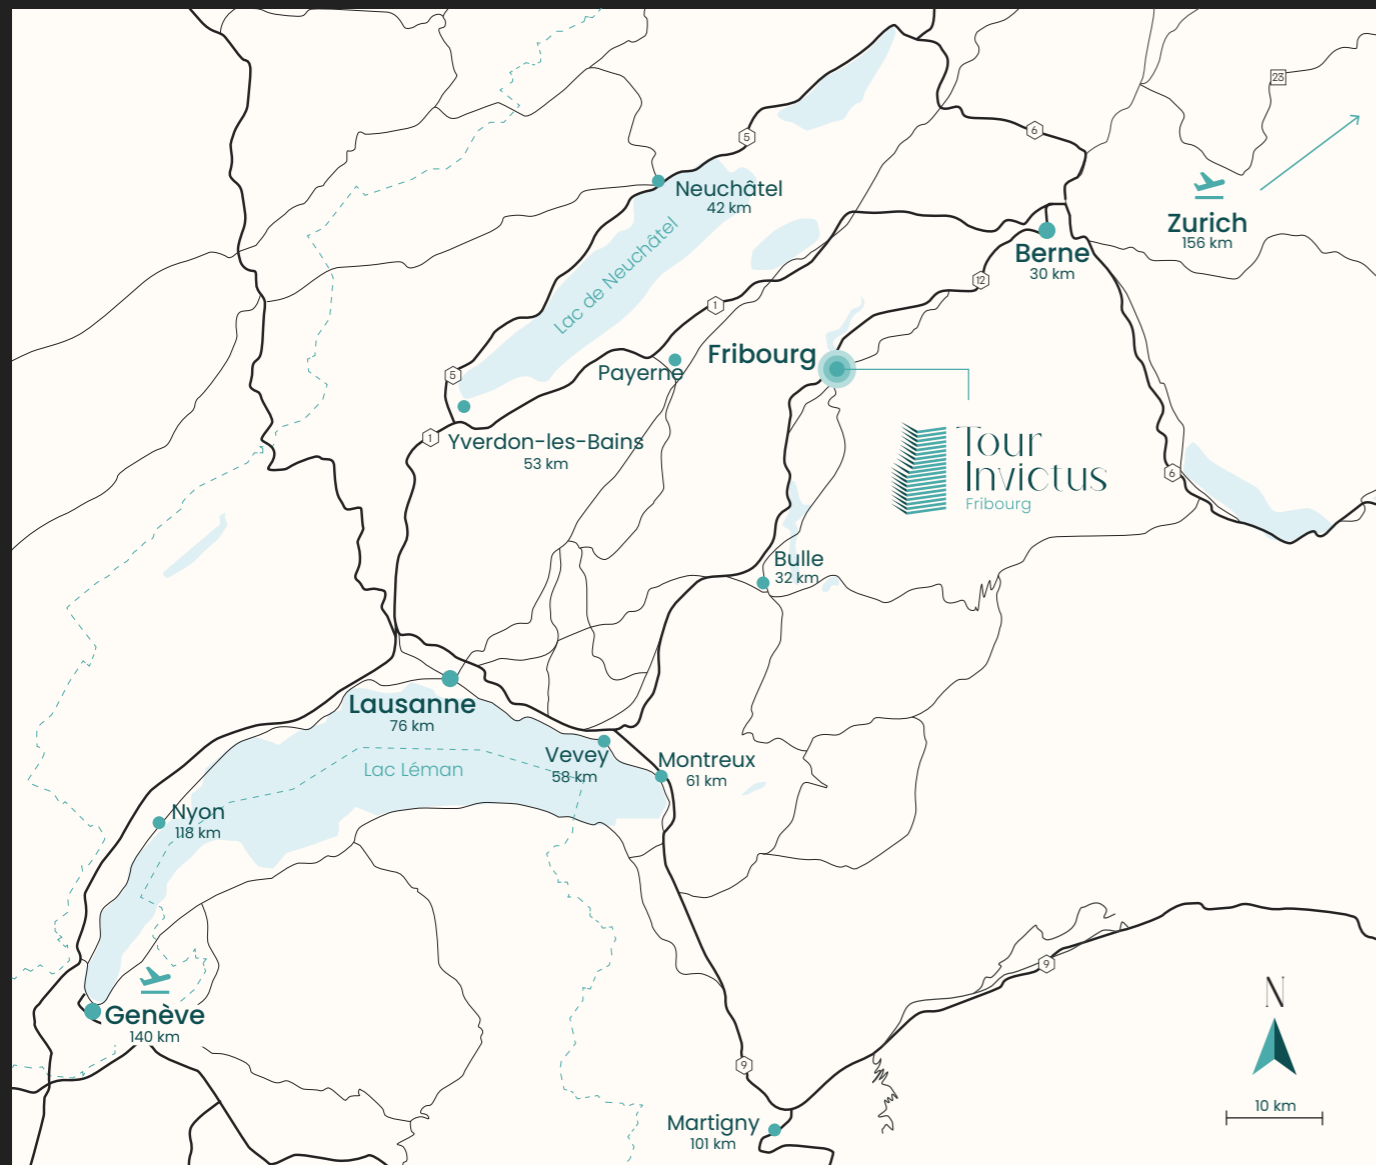 23
6
5
Neuchâtel
42 km
Zurich
156 km
Berne
30 km
Lac de Neuchâtel
12
1
Fribourg
Payerne
5
1
Yverdon-les-Bains
53 km
Tour
Invictus
Fribourg
6
Bulle
32 km
Lausanne
76 km
Vevey
58 km
Montreux
61 km
Lac Léman
Nyon
118 km
9
Genève
140 km
N
9
10 km
Martigny
101 km